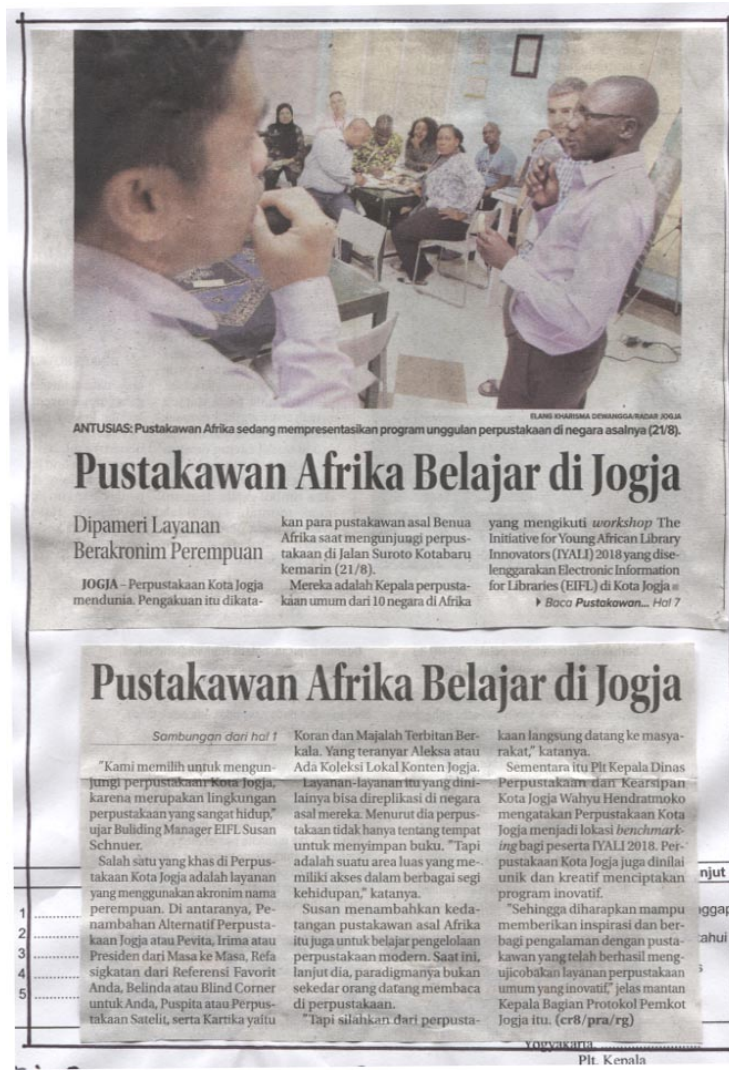 ELANG KHARISMA DEWANGGA/RADAR JOGJA
ANTUSIAS: Pustakawan Afrika sedang mempresentasikan program unggulan perpustakaan di negara asalnya (21/8).
Pustakawan Afrika Belajar di Jogja
Dipameri Layanan
Berakronim Perempuan
JOGJA – Perpustakaan Kota Jogja
mendunia. Pengakuan itu dikata-
kan para pustakawan asal Benua
Afrika saat mengunjungi perpus-
takaan di Jalan Suroto Kotabaru
kemarin (21/8).
Mereka adalah Kepala perpusta-
kaan umum dari 10 negara di Afrika
yang mengikuti workshop The
Initiative for Young African Library
Innovators (IYALI) 2018 yang dise-
lenggarakan Electronic Information
for Libraries (EIFL) di Kota Jogja
Baca Pustakawan... Hal 7
Pustakawan Afrika Belajar di Jogja
Sambungan dari hal 1
"Kami memilih untuk mengun-
jungi perpustakaan Kota Jogja,
karena merupakan lingkungan
perpustakaan yang sangat hidup,"
ujar Buliding Manager EIFL Susan
Schnuer.
Salah satu yang khas di Perpus-
takaan Kota Jogja adalah layanan
yang menggunakan akronim nama
perempuan. Di antaranya, Pe-
nambahan Alternatif Perpusta-
kaan Jogja atau Pevita, Irima atau
Presiden dari Masa ke Masa, Refa
sigkatan dari Referensi Favorit
Anda, Belinda atau Blind Corner
untuk Anda, Puspita atau Perpus-
takaan Satelit, serta Kartika yaitu
Koran dan Majalah Terbitan Ber-
kala. Yang teranyar Aleksa atau
Ada Koleksi Lokal Konten Jogja.
Layanan-layanan itu yang dini-
lainya bisa direplikasi di negara
asal mereka. Menurut dia perpus-
takaan tidak hanya tentang tempat
untuk menyimpan buku. "Tapi
adalah suatu area luas yang me-
miliki akses dalam berbagai segi
kehidupan," katanya.
Susan menambahkan keda-
tangan pustakawan asal Afrika
itu juga untuk belajar pengelolaan
perpustakaan modern. Saat ini,
lanjut dia, paradigmanya bukan
sekedar orang datang membaca
di perpustakaan.
"Tapi silahkan dari perpusta-
kaan langsung datang ke masya-
rakat," katanya.
Sementara itu Plt Kepala Dinas
Perpustakaan dan Kearsipan
Kota Jogja Wahyu Hendratmoko
mengatakan Perpustakaan Kota
Jogja menjadi lokasi benchmark-
ing bagi peserta IYALI 2018. Per-
pustakaan Kota Jogja juga dinilai
unik dan kreatif menciptakan
program inovatif.
"Sehingga diharapkan mampu
memberikan inspirasi dan ber-
bagi pengalaman dengan pusta-
kawan yang telah berhasil meng-
ujicobakan layanan perpustakaan
umum yang inovatif," jelas mantan
Kepala Bagian Protokol Pemkot
Jogja itu. (cr8/pra/rg)
njut
1
2
3
4
5
Yogyakarta,
Plt. Kepala